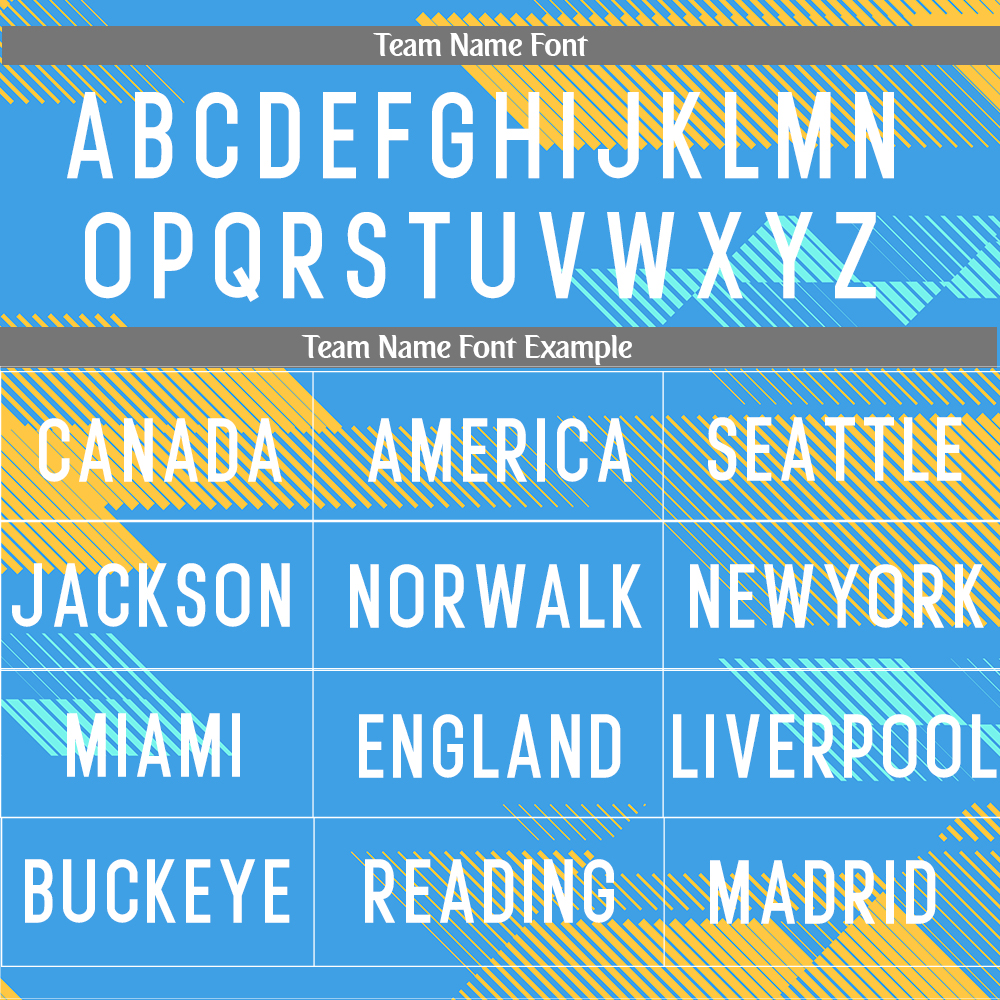 Team Name Font
ABCDEFGHIJKLMN
OPQRSTUVWXYZ
Team Name Font Example
CANADA AMERICA SEATTLE
JACKSON NORWALK NEWYORK
MIAMI ENGLAND LIVERPOOL
BUCKEYE READING MADRID